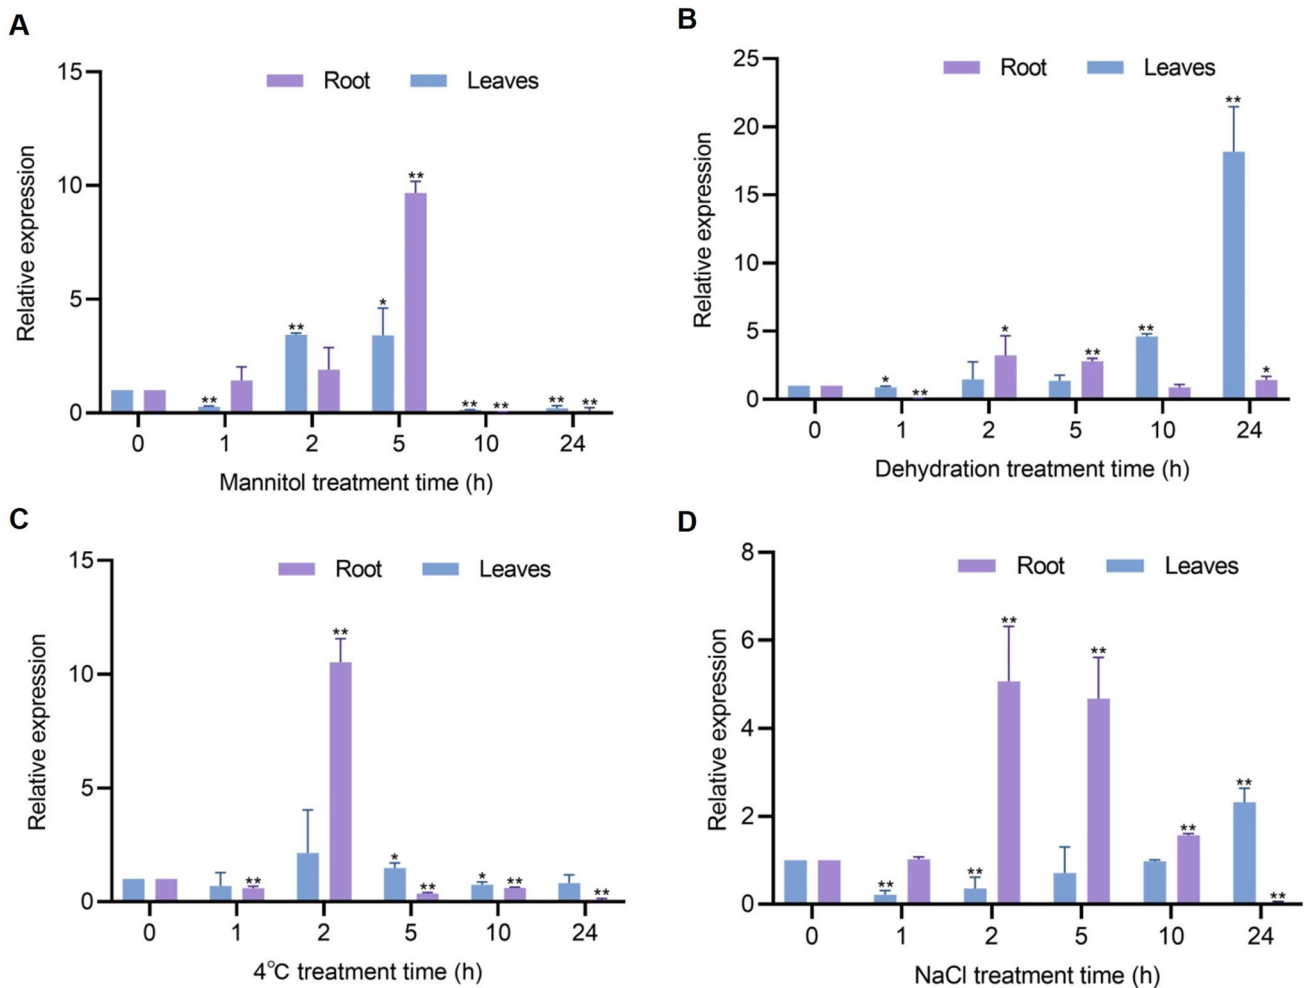 A
Root Leaves
Relative expression
15
10
5
0
** ** * ** ** ** ** **
0 1 2 5 10 24
Mannitol treatment time (h)
B
Root Leaves
Relative expression
25
20
15
10
5
0
* ** * ** ** ** *
0 1 2 5 10 24
Dehydration treatment time (h)
C
Root Leaves
Relative expression
15
10
5
0
** ** * ** * ** **
0 1 2 5 10 24
4℃ treatment time (h)
D
Root Leaves
Relative expression
8
6
4
2
0
** ** ** ** ** ** **
0 1 2 5 10 24
NaCl treatment time (h)